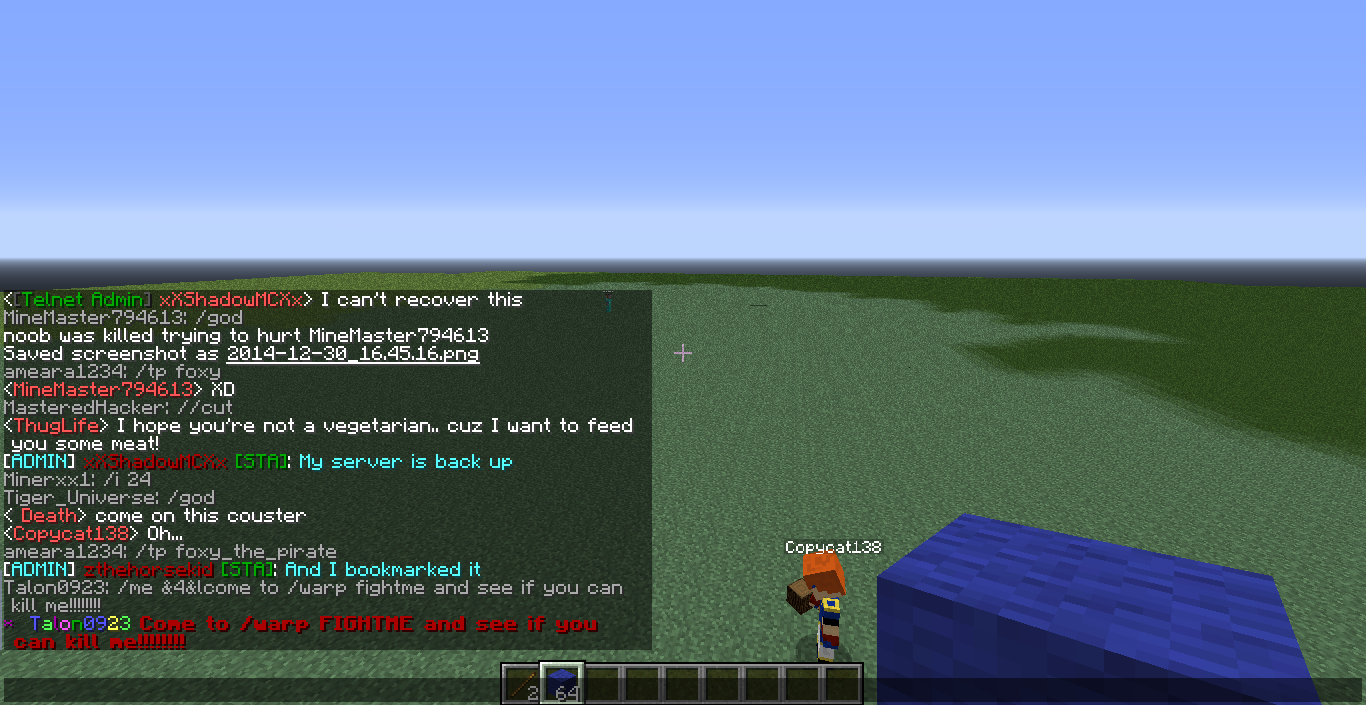 <[Telnet Admin] xXShadowMCXx> I can't recover this
MineMaster794613: /god
noob was killed trying to hurt MineMaster794613
Saved screenshot as 2014-12-30_16.45.16.png
ameara1234: /tp foxy
<MineMaster794613> XD
MasteredHacker: //cut
<ThugLife> I hope you're not a vegetarian.. cuz I want to feed
you some meat!
[ADMIN] xXShadowMCXx [STA]: My server is back up
Minerxx1: /i 24
Tiger_Universe: /god
< Death> come on this couster
<Copycat138> Oh...
ameara1234: /tp foxy_the_pirate
[ADMIN] zthehorsekid [STA]: And I bookmarked it
Talon0923: /me &4&lcome to /warp fightme and see if you can
kill me!!!!!!!!
* Talon0923 Come to /warp FIGHTME and see if you
can kill me!!!!!!!!
Copycat138
2 64